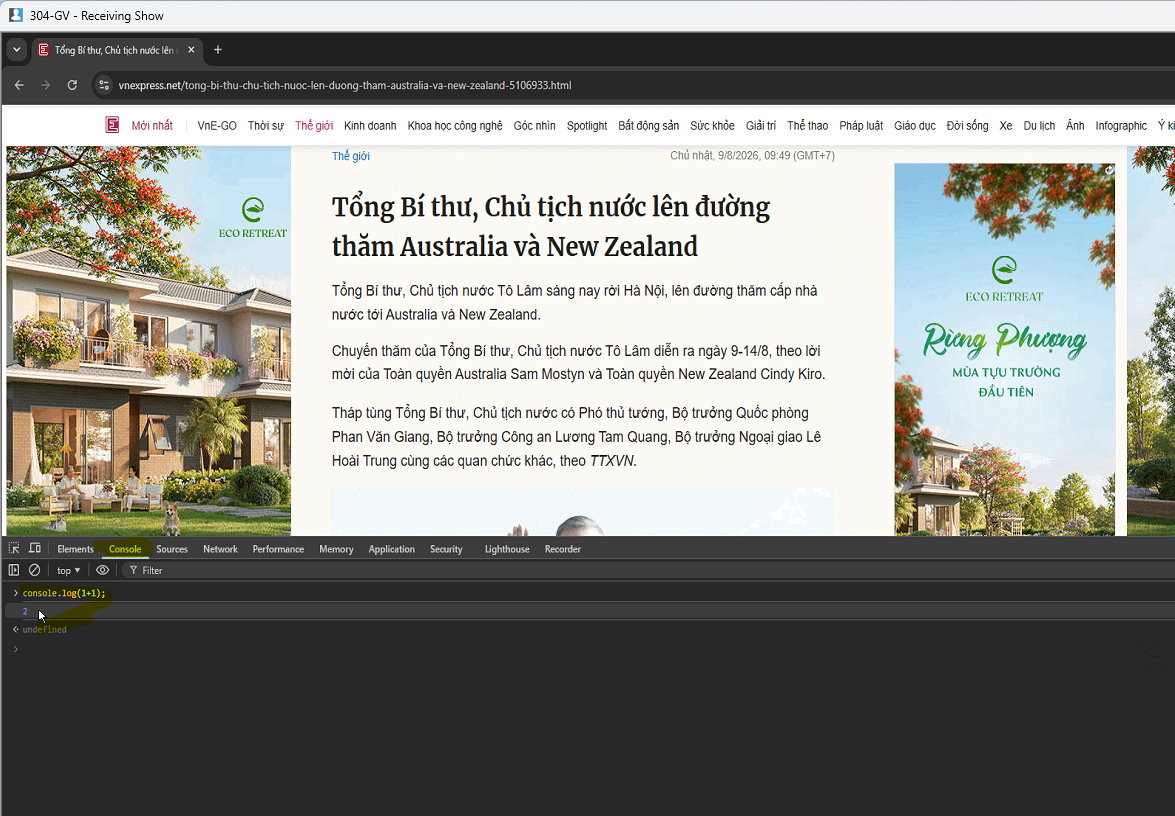 304-GV - Receiving Show
Tổng Bí thư, Chủ tịch nước lên
vnexpress.net/tong-bi-thu-chu-tich-nuoc-len-duong-tham-australia-va-new-zealand-5106933.html
Mới nhất VnE-GO Thời sự Thế giới Kinh doanh Khoa học công nghệ Góc nhìn Spotlight Bất động sản Sức khỏe Giải trí Thể thao Pháp luật Giáo dục Đời sống Xe Du lịch Ảnh Infographic Ý ki
Thế giới
Chủ nhật, 9/8/2026, 09:49 (GMT+7)
Tổng Bí thư, Chủ tịch nước lên đường
thăm Australia và New Zealand
Tổng Bí thư, Chủ tịch nước Tô Lâm sáng nay rời Hà Nội, lên đường thăm cấp nhà
nước tới Australia và New Zealand.
Chuyến thăm của Tổng Bí thư, Chủ tịch nước Tô Lâm diễn ra ngày 9-14/8, theo lời
mời của Toàn quyền Australia Sam Mostyn và Toàn quyền New Zealand Cindy Kiro.
Tháp tùng Tổng Bí thư, Chủ tịch nước có Phó thủ tướng, Bộ trưởng Quốc phòng
Phan Văn Giang, Bộ trưởng Công an Lương Tam Quang, Bộ trưởng Ngoại giao Lê
Hoài Trung cùng các quan chức khác, theo TTXVN.
ECO RETREAT
ECO RETREAT
Rừng Phượng
MÙA TỰU TRƯỜNG
ĐẦU TIÊN
Elements Console Sources Network Performance Memory Application Security Lighthouse Recorder
top Filter
console.log(1+1);
2
undefined